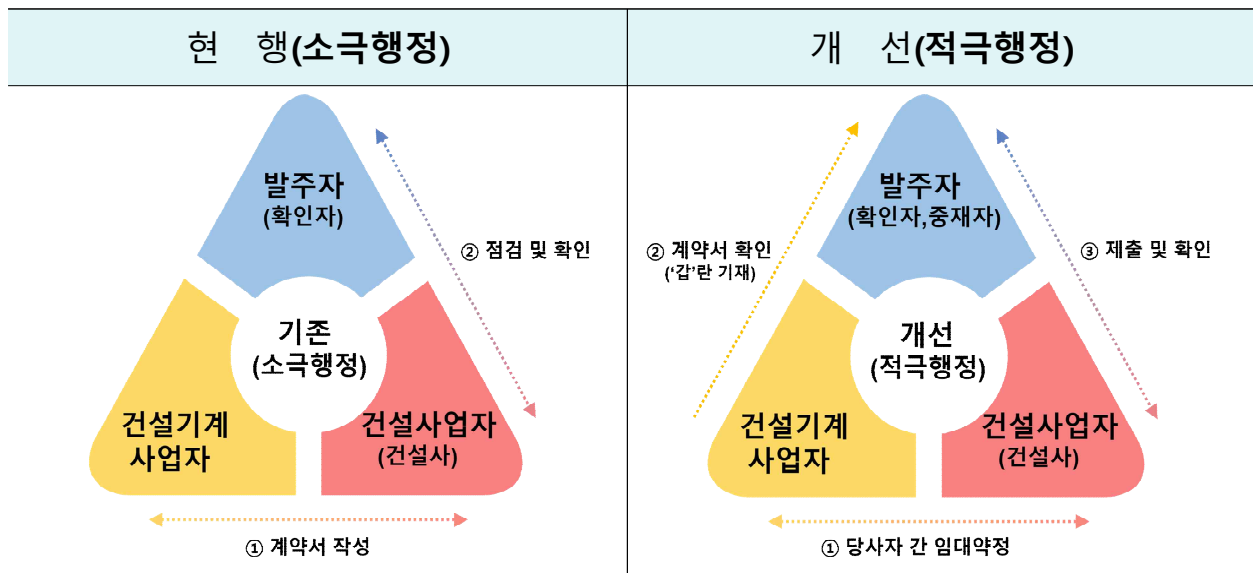 현 행(소극행정)
개 선(적극행정)
발주자
(확인자)
② 점검 및 확인
기존
(소극행정)
건설기계
사업자
건설사업자
(건설사)
① 계약서 작성
발주자
(확인자,중재자)
② 계약서 확인
(‘갑’란 기재)
③ 제출 및 확인
개선
(적극행정)
건설기계
사업자
건설사업자
(건설사)
① 당사자 간 임대약정